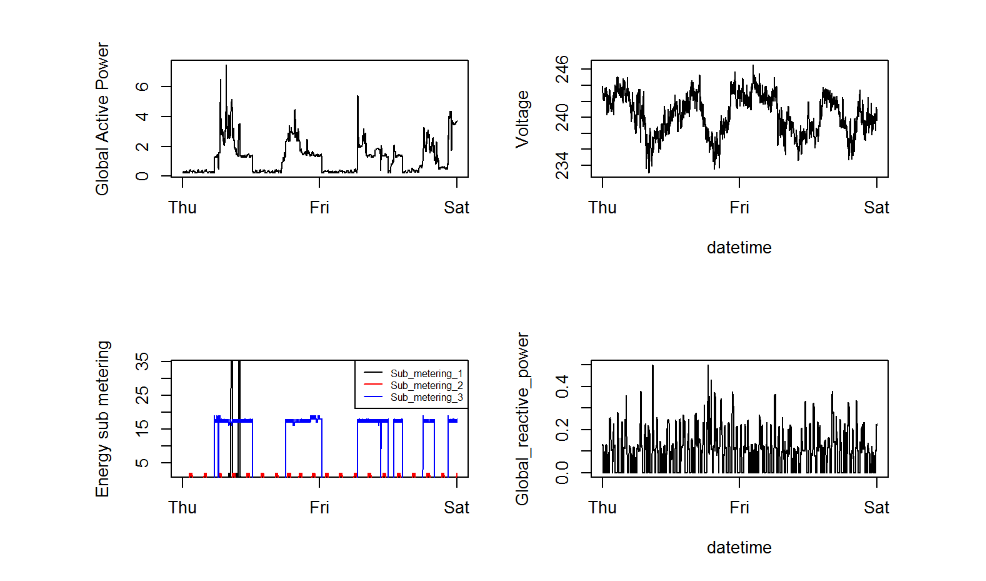 Global Active Power
6
4
2
0
Thu Fri Sat
Voltage
246
240
234
Thu Fri Sat
datetime
Energy sub metering
35
25
15
5
Sub_metering_1
Sub_metering_2
Sub_metering_3
Thu Fri Sat
Global_reactive_power
0.4
0.2
0.0
Thu Fri Sat
datetime